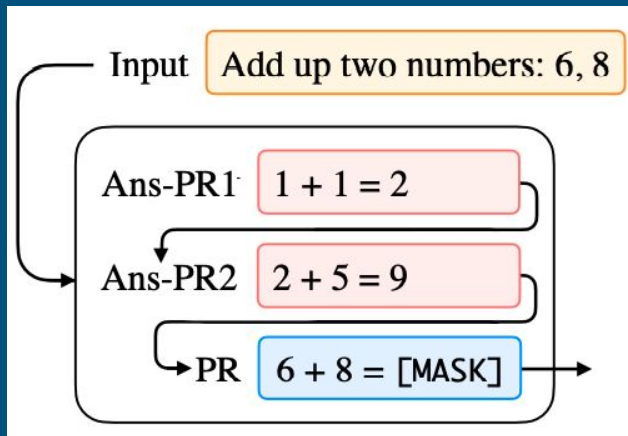 Input Add up two numbers: 6, 8
Ans-PR1 1 + 1 = 2
Ans-PR2 2 + 5 = 9
PR 6 + 8 = [MASK]